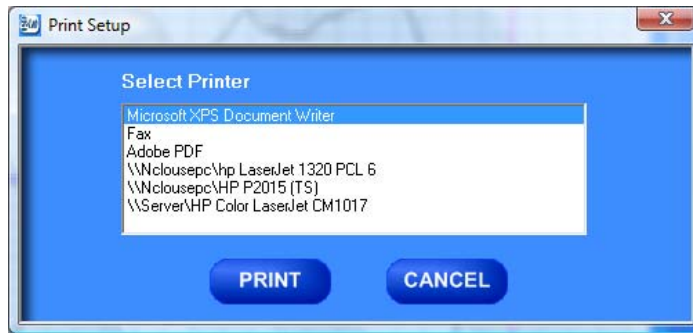 Print Setup
Select Printer
Microsoft XPS Document Writer
Fax
Adobe PDF
\\Nclousepc\hp LaserJet 1320 PCL 6
\\Nclousepc\HP P2015 (TS)
\\Server\HP Color LaserJet CM1017
PRINT CANCEL